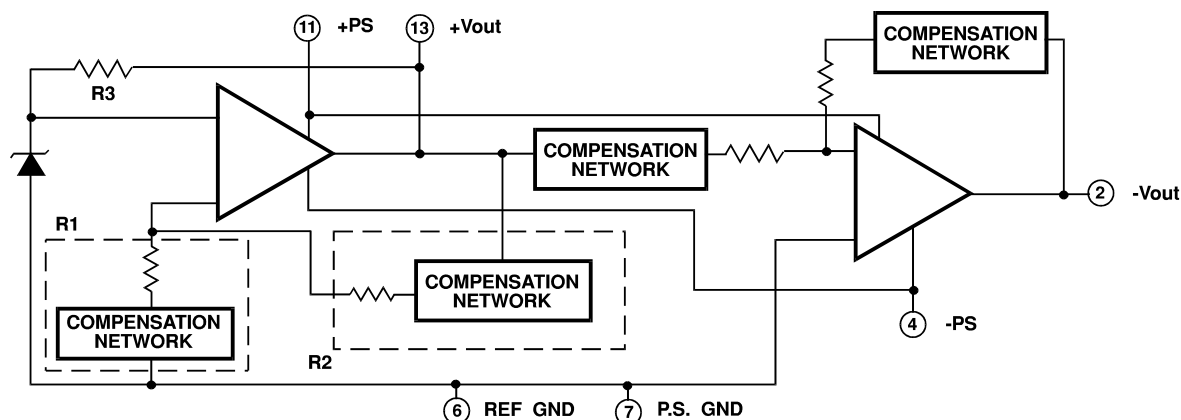 11 +PS
13 +Vout
COMPENSATION
NETWORK
R3
COMPENSATION
NETWORK
2 -Vout
R1
COMPENSATION
NETWORK
4 -PS
COMPENSATION
NETWORK
R2
6 REF GND
7 P.S. GND